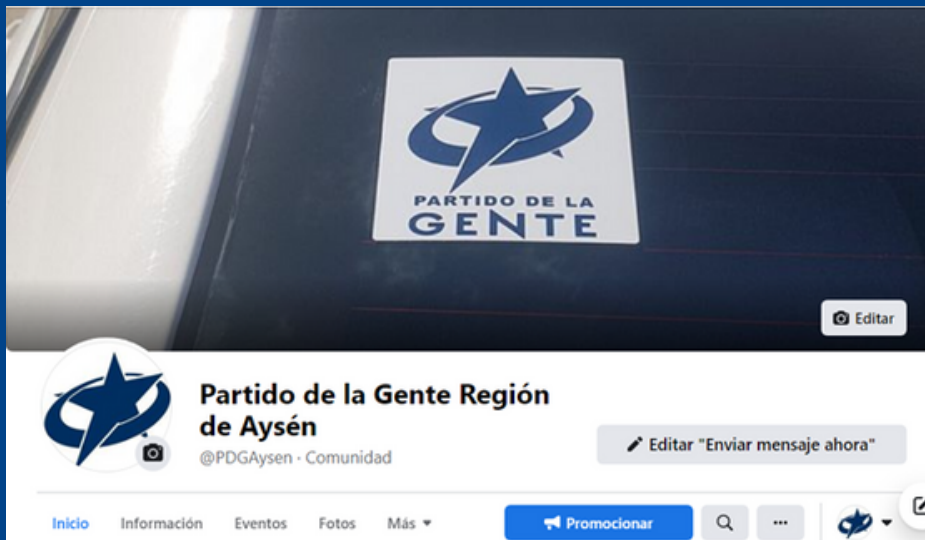 PARTIDO DE LA
GENTE
Editar
Partido de la Gente Región
de Aysén
@PDGAysen · Comunidad
Editar "Enviar mensaje ahora"
Inicio Información Eventos Fotos Más
Promocionar